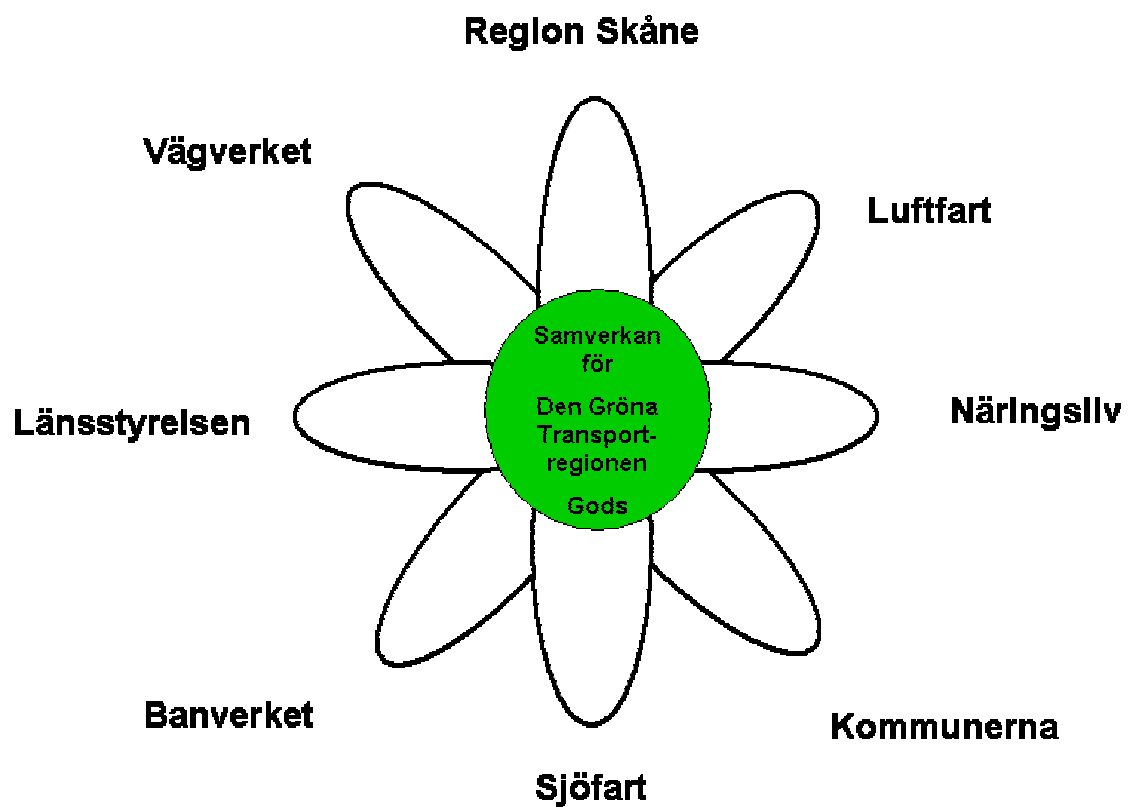 Region Skåne
Vägverket
Luftfart
Samverkan
för
Den Gröna
Transport-
regionen
Gods
Länsstyrelsen
Näringsliv
Banverket
Kommunerna
Sjöfart